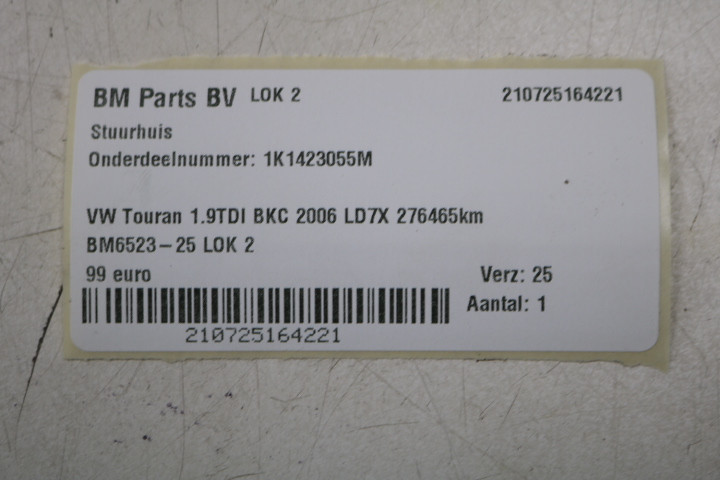 BM Parts BV LOK 2 210725164221
Stuurhuis
Onderdeelnummer: 1K1423055M
VW Touran 1.9TDI BKC 2006 LD7X 276465km
BM6523-25 LOK 2
99 euro Verz: 25
Aantal: 1
210725164221